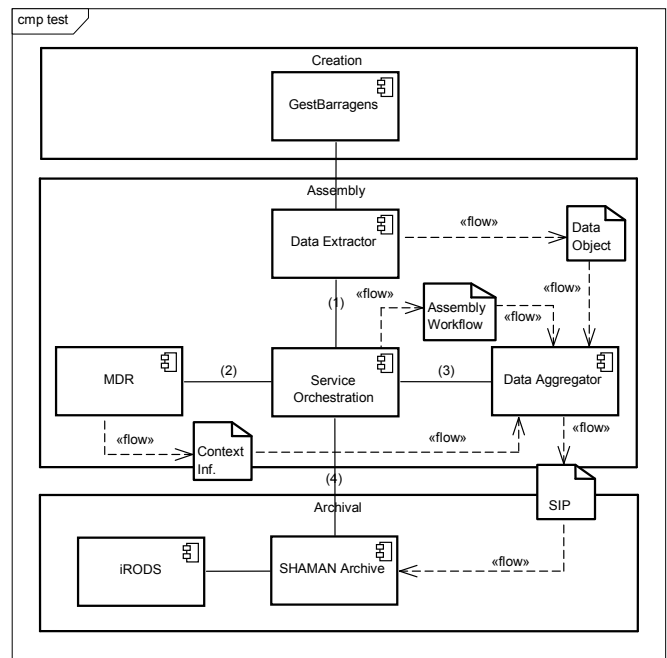 cmp test
Creation
GestBarragens
Assembly
Data Extractor
«flow»
Data
Object
(1)
«flow»
Assembly
Workflow
«flow»
MDR
(2)
Service
Orchestration
(3)
Data Aggregator
«flow»
Context
Inf.
«flow»
«flow»
(4)
SIP
Archival
iRODS
SHAMAN Archive
«flow»